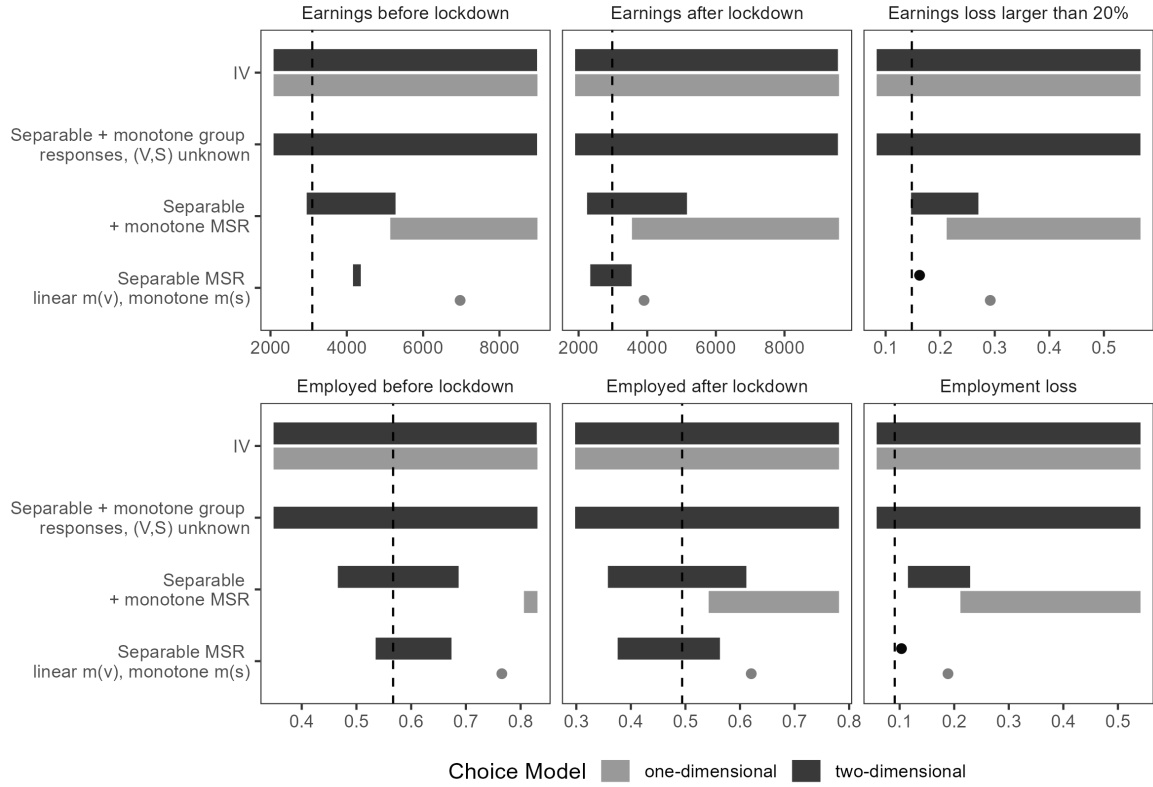 Earnings before lockdown
Earnings after lockdown
Earnings loss larger than 20%
IV
Separable + monotone group
responses, (V,S) unknown
Separable
+ monotone MSR
Separable MSR
linear m(v), monotone m(s)
2000 4000 6000 8000
2000 4000 6000 8000
0.1 0.2 0.3 0.4 0.5
Employed before lockdown
Employed after lockdown
Employment loss
IV
Separable + monotone group
responses, (V,S) unknown
Separable
+ monotone MSR
Separable MSR
linear m(v), monotone m(s)
0.4 0.5 0.6 0.7 0.8
0.3 0.4 0.5 0.6 0.7 0.8
0.1 0.2 0.3 0.4 0.5
Choice Model one-dimensional two-dimensional